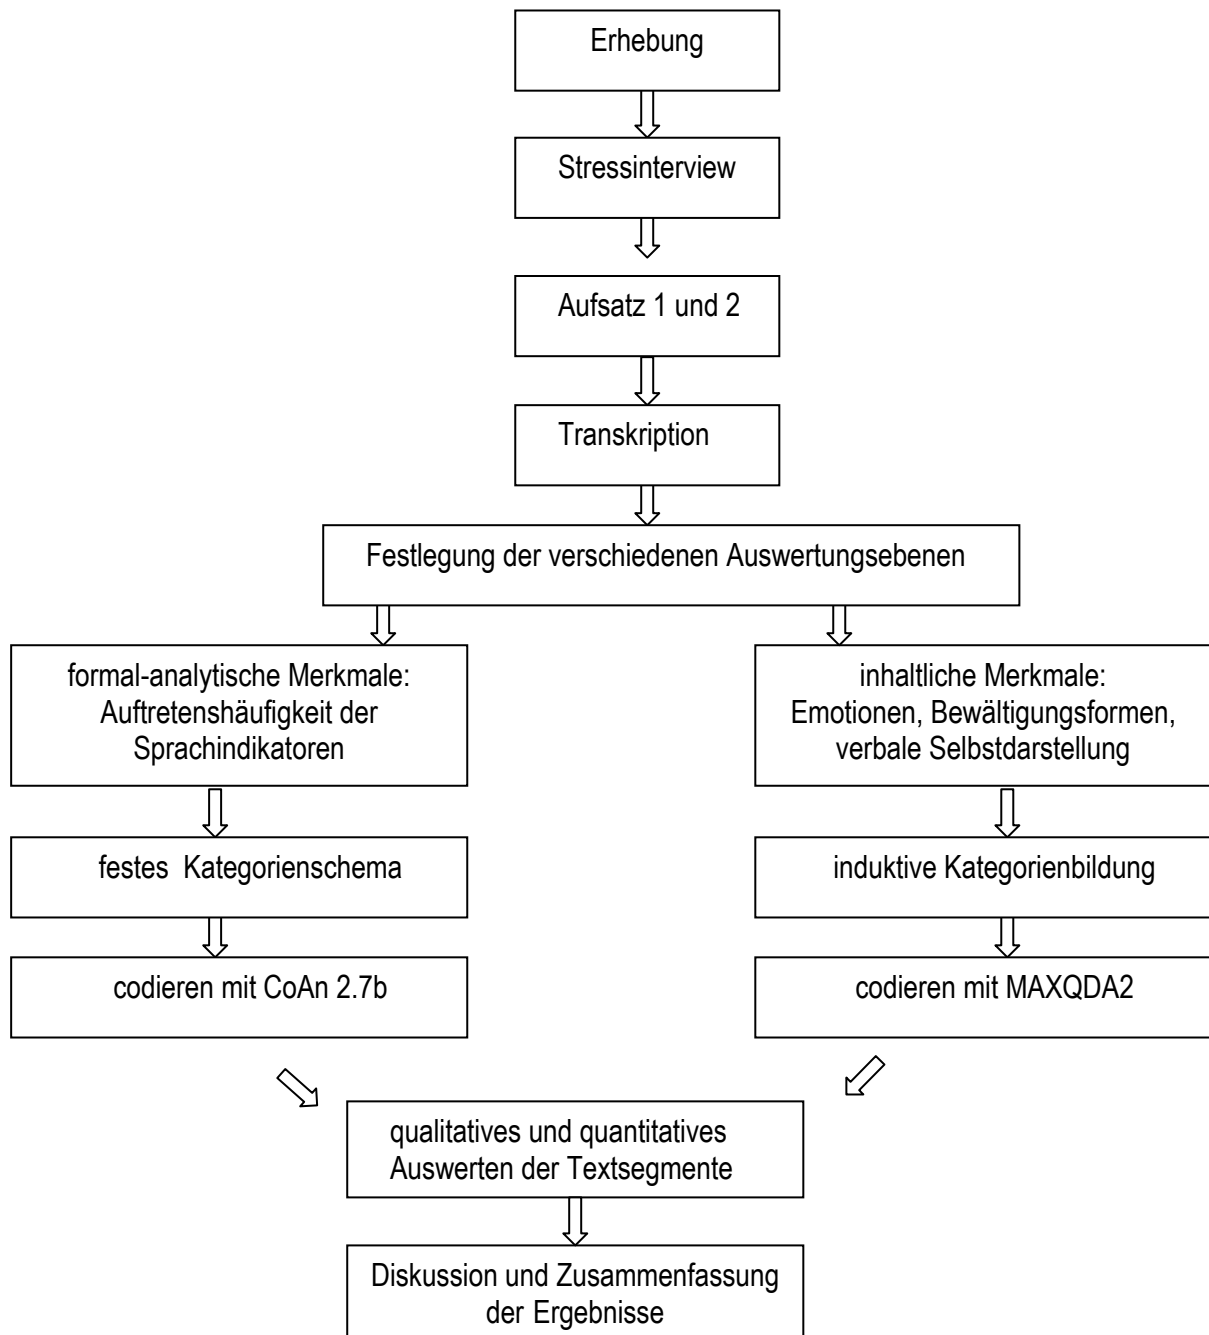 Erhebung
Stressinterview
Aufsatz 1 und 2
Transkription
Festlegung der verschiedenen Auswertungsebenen
formal-analytische Merkmale:
Auftretenshäufigkeit der
Sprachindikatoren
inhaltliche Merkmale:
Emotionen, Bewältigungsformen,
verbale Selbstdarstellung
festes Kategorienschema
induktive Kategorienbildung
codieren mit CoAn 2.7b
codieren mit MAXQDA2
qualitatives und quantitatives
Auswerten der Textsegmente
Diskussion und Zusammenfassung
der Ergebnisse